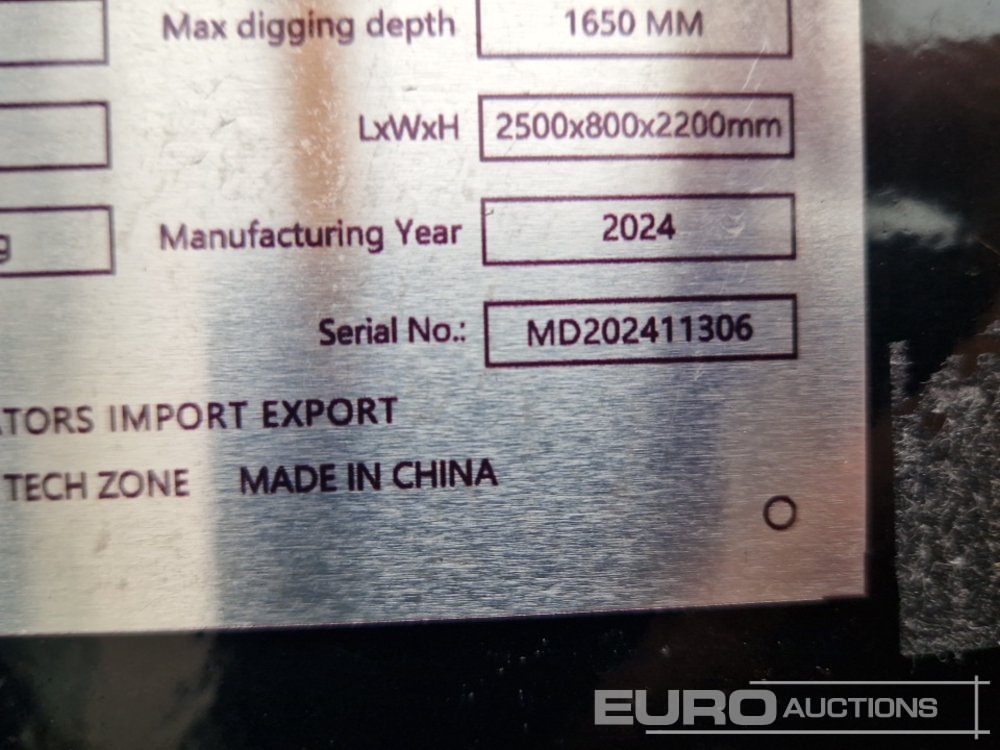 Max digging depth 1650 MM
LxWxH 2500x800x2200mm
g Manufacturing Year 2024
Serial No.: MD202411306
TORS IMPORT EXPORT
TECH ZONE MADE IN CHINA
EURO AUCTIONS